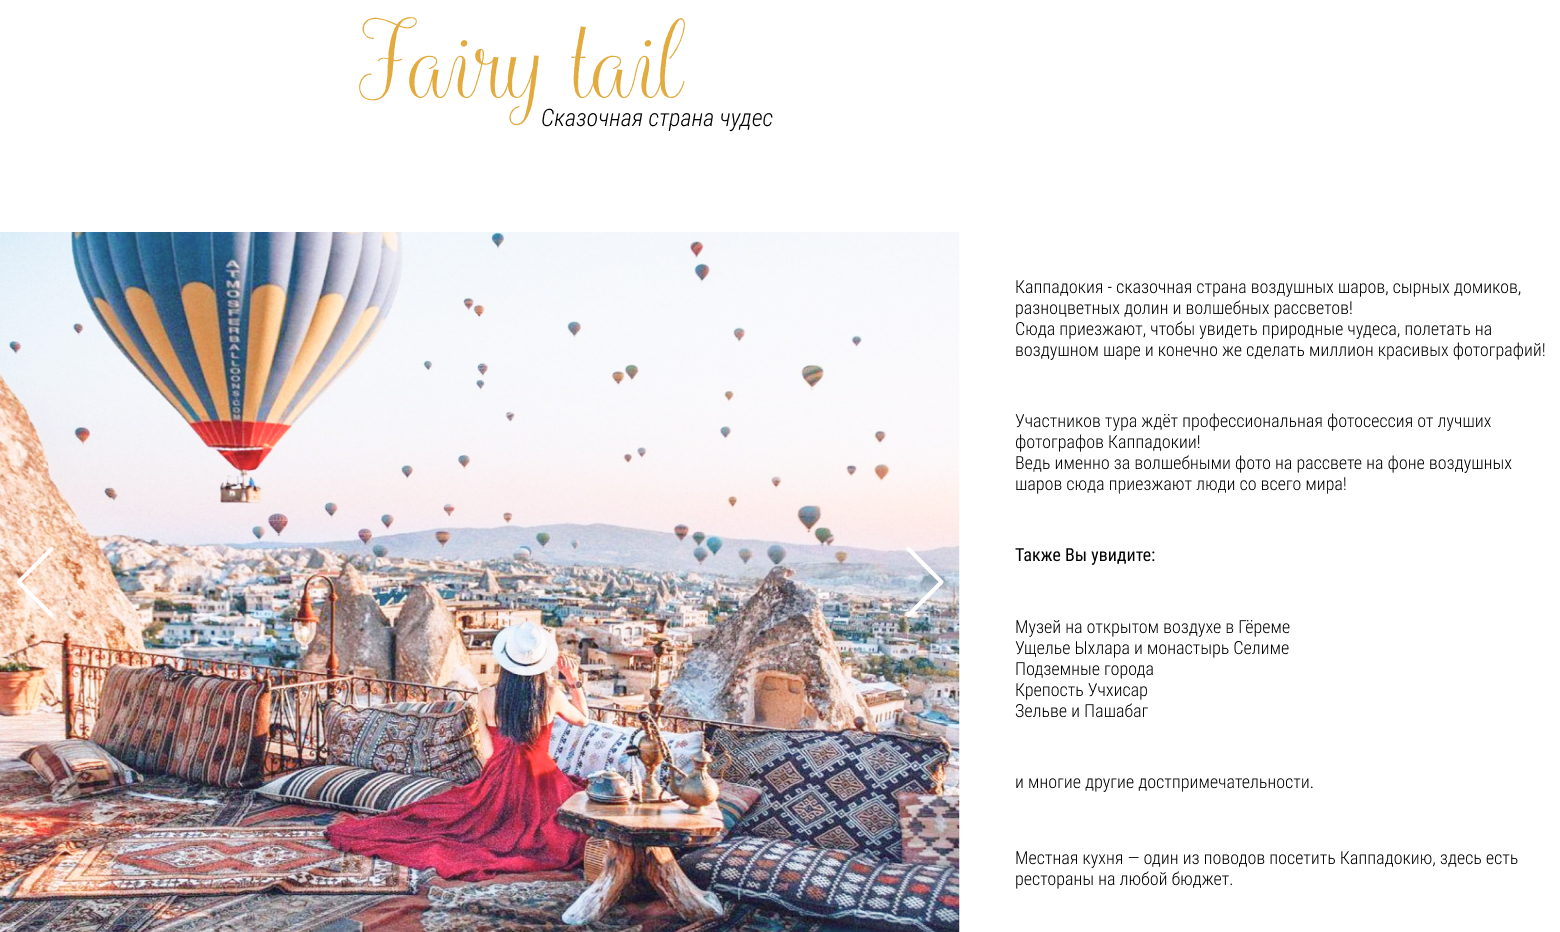 Fairy tail
Сказочная страна чудес
ATMOSFERBALLOONS.COM
Каппадокия - сказочная страна воздушных шаров, сырных домиков,
разноцветных долин и волшебных рассветов!
Сюда приезжают, чтобы увидеть природные чудеса, полетать на
воздушном шаре и конечно же сделать миллион красивых фотографий!
Участников тура ждёт профессиональная фотосессия от лучших
фотографов Каппадокии!
Ведь именно за волшебными фото на рассвете на фоне воздушных
шаров сюда приезжают люди со всего мира!
Также Вы увидите:
Музей на открытом воздухе в Гёреме
Ущелье Ыхлара и монастырь Селиме
Подземные города
Крепость Учхисар
Зельве и Пашабаг
и многие другие достпримечательности.
Местная кухня — один из поводов посетить Каппадокию, здесь есть
рестораны на любой бюджет.